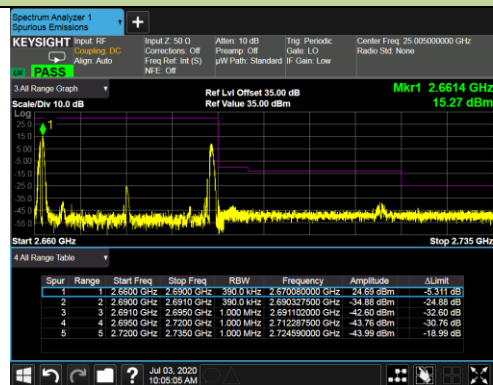 Spectrum Analyzer 1
Spurious Emissions
KEYSIGHT Input: RF
Coupling: DC
Align: Auto
Input Z: 50 Ω
Corrections: Off
Freq Ref: Int (S)
NFE: Off
Atten: 10 dB
Preamp: Off
µW Path: Standard
Trig: Periodic
Gate: LO
IF Gain: Low
Center Freq: 25.005000000 GHz
Radio Std: None
LXI PASS
3 All Range Graph
Ref Lvl Offset 35.00 dB
Mkr1 2.6614 GHz
Scale/Div 10.0 dB
Ref Value 35.00 dBm
15.27 dBm
Log
1
25.0
15.0
5.00
-5.00
-15.0
-25.0
-35.0
-45.0
-55.0
Start 2.660 GHz
Stop 2.735 GHz
4 All Range Table
Spur Range Start Freq Stop Freq RBW Frequency Amplitude ΔLimit
1 1 2.6600 GHz 2.6900 GHz 390.0 kHz 2.670080000 GHz 24.69 dBm -5.311 dB
2 2 2.6900 GHz 2.6910 GHz 390.0 kHz 2.690327500 GHz -34.88 dBm -24.88 dB
3 3 2.6910 GHz 2.6950 GHz 1.000 MHz 2.691102000 GHz -42.60 dBm -32.60 dB
4 4 2.6950 GHz 2.7200 GHz 1.000 MHz 2.712287500 GHz -43.76 dBm -30.76 dB
5 5 2.7200 GHz 2.7350 GHz 1.000 MHz 2.724590000 GHz -43.99 dBm -18.99 dB
?
Jul 03, 2020
10:05:05 AM